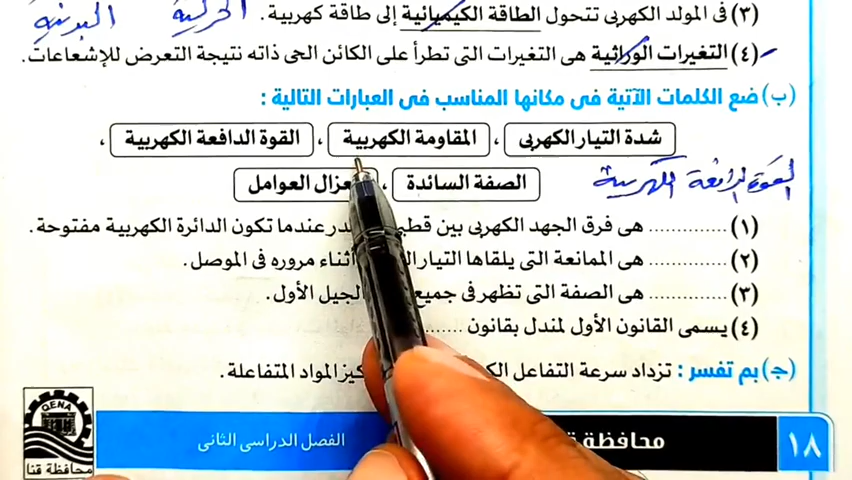 الحركية البدنية
(٣) فى المولد الكهربى تتحول الطاقة الكيميائية إلى طاقة كهربية.
(٤) التغيرات الوراثية هى التغيرات التى تطرأ على الكائن الحى ذاته نتيجة التعرض للإشعاعات.
(ب) ضع الكلمات الآتية فى مكانها المناسب فى العبارات التالية :
شدة التيار الكهربى ، المقاومة الكهربية ، القوة الدافعة الكهربية ،
الصفة السائدة ، عزال العوامل
القوة الدافعة الكهربية
(١) .............. هى فرق الجهد الكهربى بين عندما تكون الدائرة الكهربية مفتوحة.
(٢) .............. هى الممانعة التى يلقاها التيار أثناء مروره فى الموصل.
(٣) .............. هى الصفة التى تظهر فى جميع الجيل الأول.
(٤) يسمى القانون الأول لمندل بقانون ........
(ج) بم تفسر : تزداد سرعة التفاعل المواد المتفاعلة.
١٨
محافظة
الفصل الدراسى الثانى
QENA
محافظة قنا